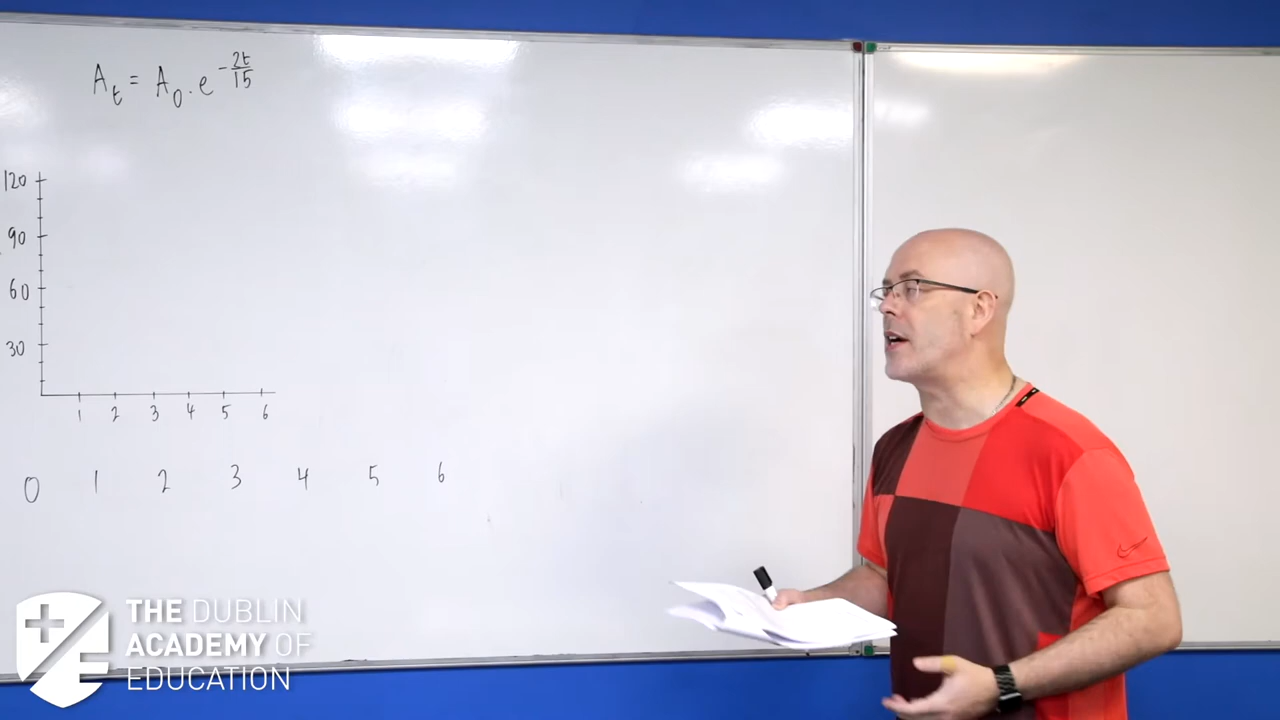 A_t = A_0 . e^{-2t/15}
120
90
60
30
1 2 3 4 5 6
0 1 2 3 4 5 6
THE DUBLIN
ACADEMY OF
EDUCATION